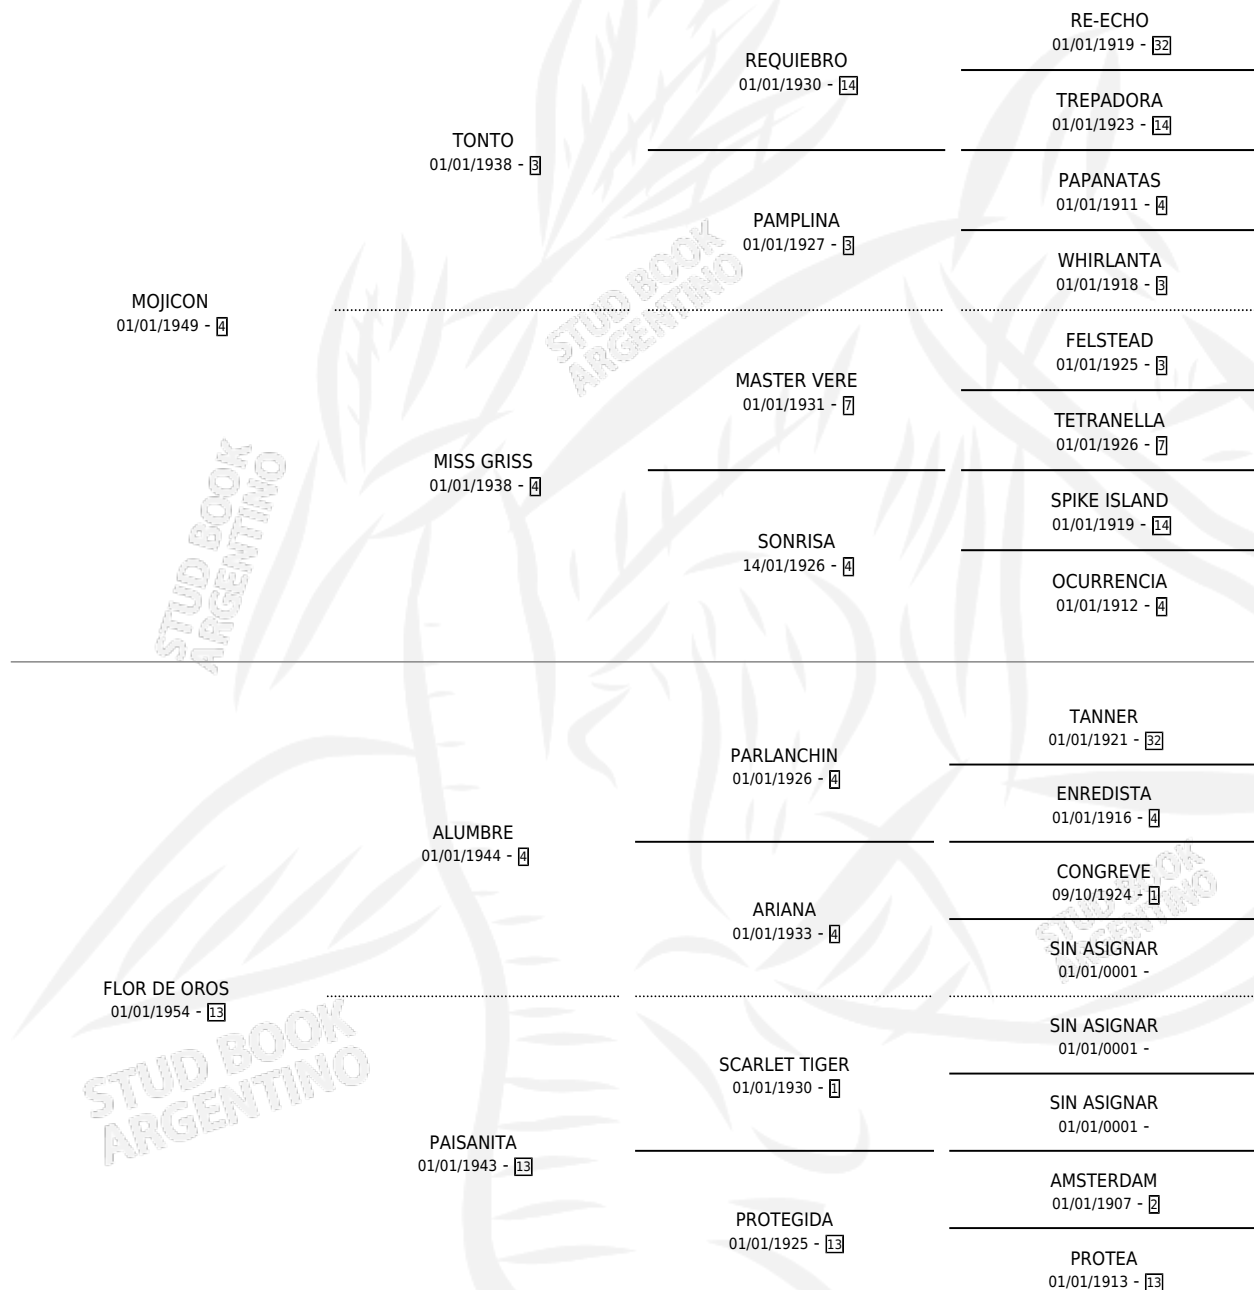 RE-ECHO
01/01/1919 - 32
REQUIEBRO
01/01/1930 - 14
TREPADORA
01/01/1923 - 14
TONTO
01/01/1938 - 3
PAPANATAS
01/01/1911 - 4
PAMPLINA
01/01/1927 - 3
WHIRLANTA
01/01/1918 - 3
MOJICON
01/01/1949 - 4
FELSTEAD
01/01/1925 - 3
MASTER VERE
01/01/1931 - 7
TETRANELLA
01/01/1926 - 7
MISS GRISS
01/01/1938 - 4
SPIKE ISLAND
01/01/1919 - 14
SONRISA
14/01/1926 - 4
OCURRENCIA
01/01/1912 - 4
TANNER
01/01/1921 - 32
PARLANCHIN
01/01/1926 - 4
ENREDISTA
01/01/1916 - 4
ALUMBRE
01/01/1944 - 4
CONGREVE
09/10/1924 - 1
ARIANA
01/01/1933 - 4
SIN ASIGNAR
01/01/0001 -
FLOR DE OROS
01/01/1954 - 13
SIN ASIGNAR
01/01/0001 -
SCARLET TIGER
01/01/1930 - 1
SIN ASIGNAR
01/01/0001 -
PAISANITA
01/01/1943 - 13
AMSTERDAM
01/01/1907 - 2
PROTEGIDA
01/01/1925 - 13
PROTEA
01/01/1913 - 13
STUD BOOK
ARGENTINO
STUD BOOK
ARGENTINO
STUD BOOK
ARGENTINO
STUD BOOK
ARGENTINO